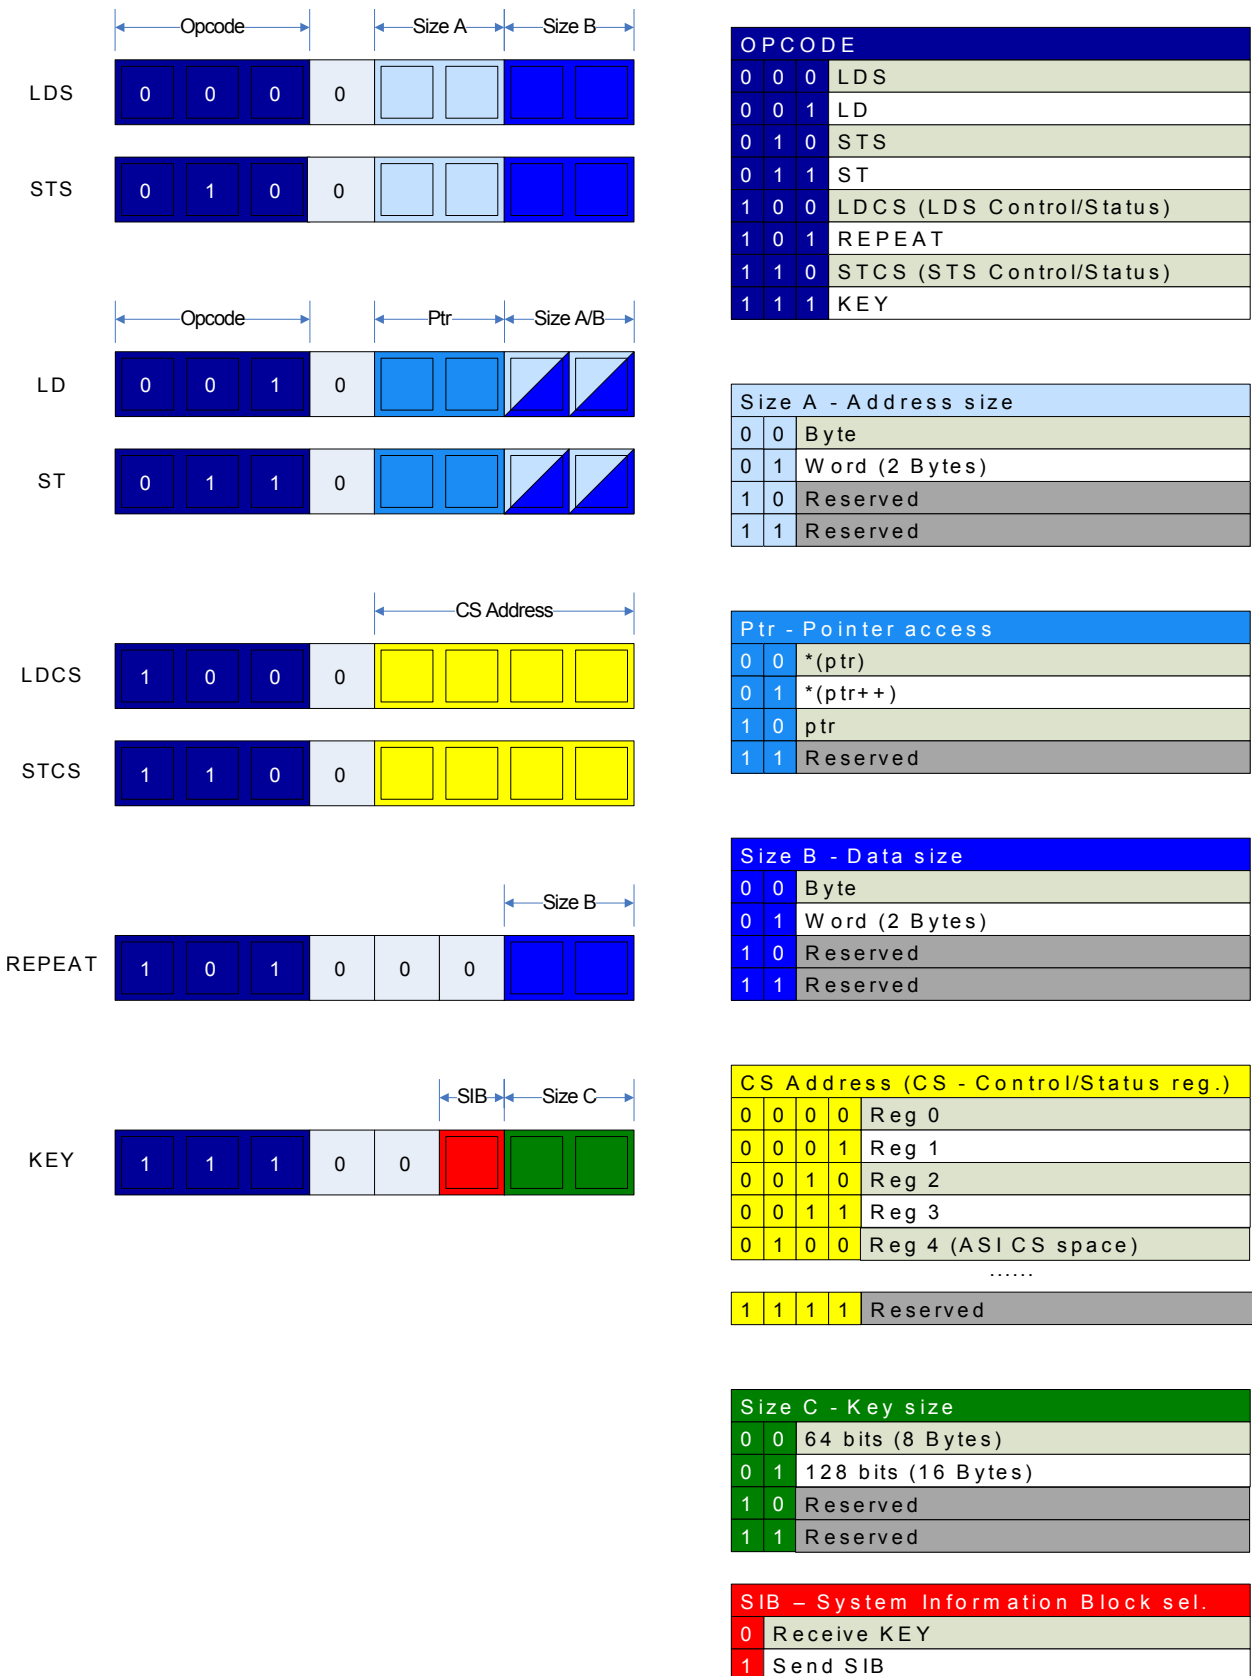 Opcode Size A Size B
LDS 0 0 0 0
STS 0 1 0 0
Opcode Ptr Size A/B
LD 0 0 1 0
ST 0 1 1 0
CS Address
LDCS 1 0 0 0
STCS 1 1 0 0
Size B
REPEAT 1 0 1 0 0 0
SIB Size C
KEY 1 1 1 0 0
OPCODE
0 0 0 LDS
0 0 1 LD
0 1 0 STS
0 1 1 ST
1 0 0 LDCS (LDS Control/Status)
1 0 1 REPEAT
1 1 0 STCS (STS Control/Status)
1 1 1 KEY
Size A - Address size
0 0 Byte
0 1 Word (2 Bytes)
1 0 Reserved
1 1 Reserved
Ptr - Pointer access
0 0 *(ptr)
0 1 *(ptr++)
1 0 ptr
1 1 Reserved
Size B - Data size
0 0 Byte
0 1 Word (2 Bytes)
1 0 Reserved
1 1 Reserved
CS Address (CS - Control/Status reg.)
0 0 0 0 Reg 0
0 0 0 1 Reg 1
0 0 1 0 Reg 2
0 0 1 1 Reg 3
0 1 0 0 Reg 4 (ASI CS space)
......
1 1 1 1 Reserved
Size C - Key size
0 0 64 bits (8 Bytes)
0 1 128 bits (16 Bytes)
1 0 Reserved
1 1 Reserved
SIB – System Information Block sel.
0 Receive KEY
1 Send SIB